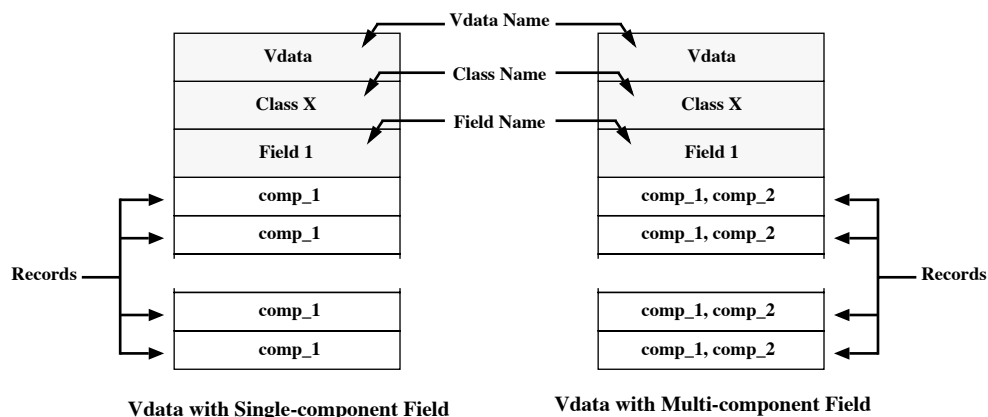 Vdata Name
Vdata
Vdata
Class Name
Class X
Class X
Field Name
Field 1
Field 1
comp_1
comp_1, comp_2
comp_1
comp_1, comp_2
Records
Records
comp_1
comp_1, comp_2
comp_1
comp_1, comp_2
Vdata with Single-component Field
Vdata with Multi-component Field